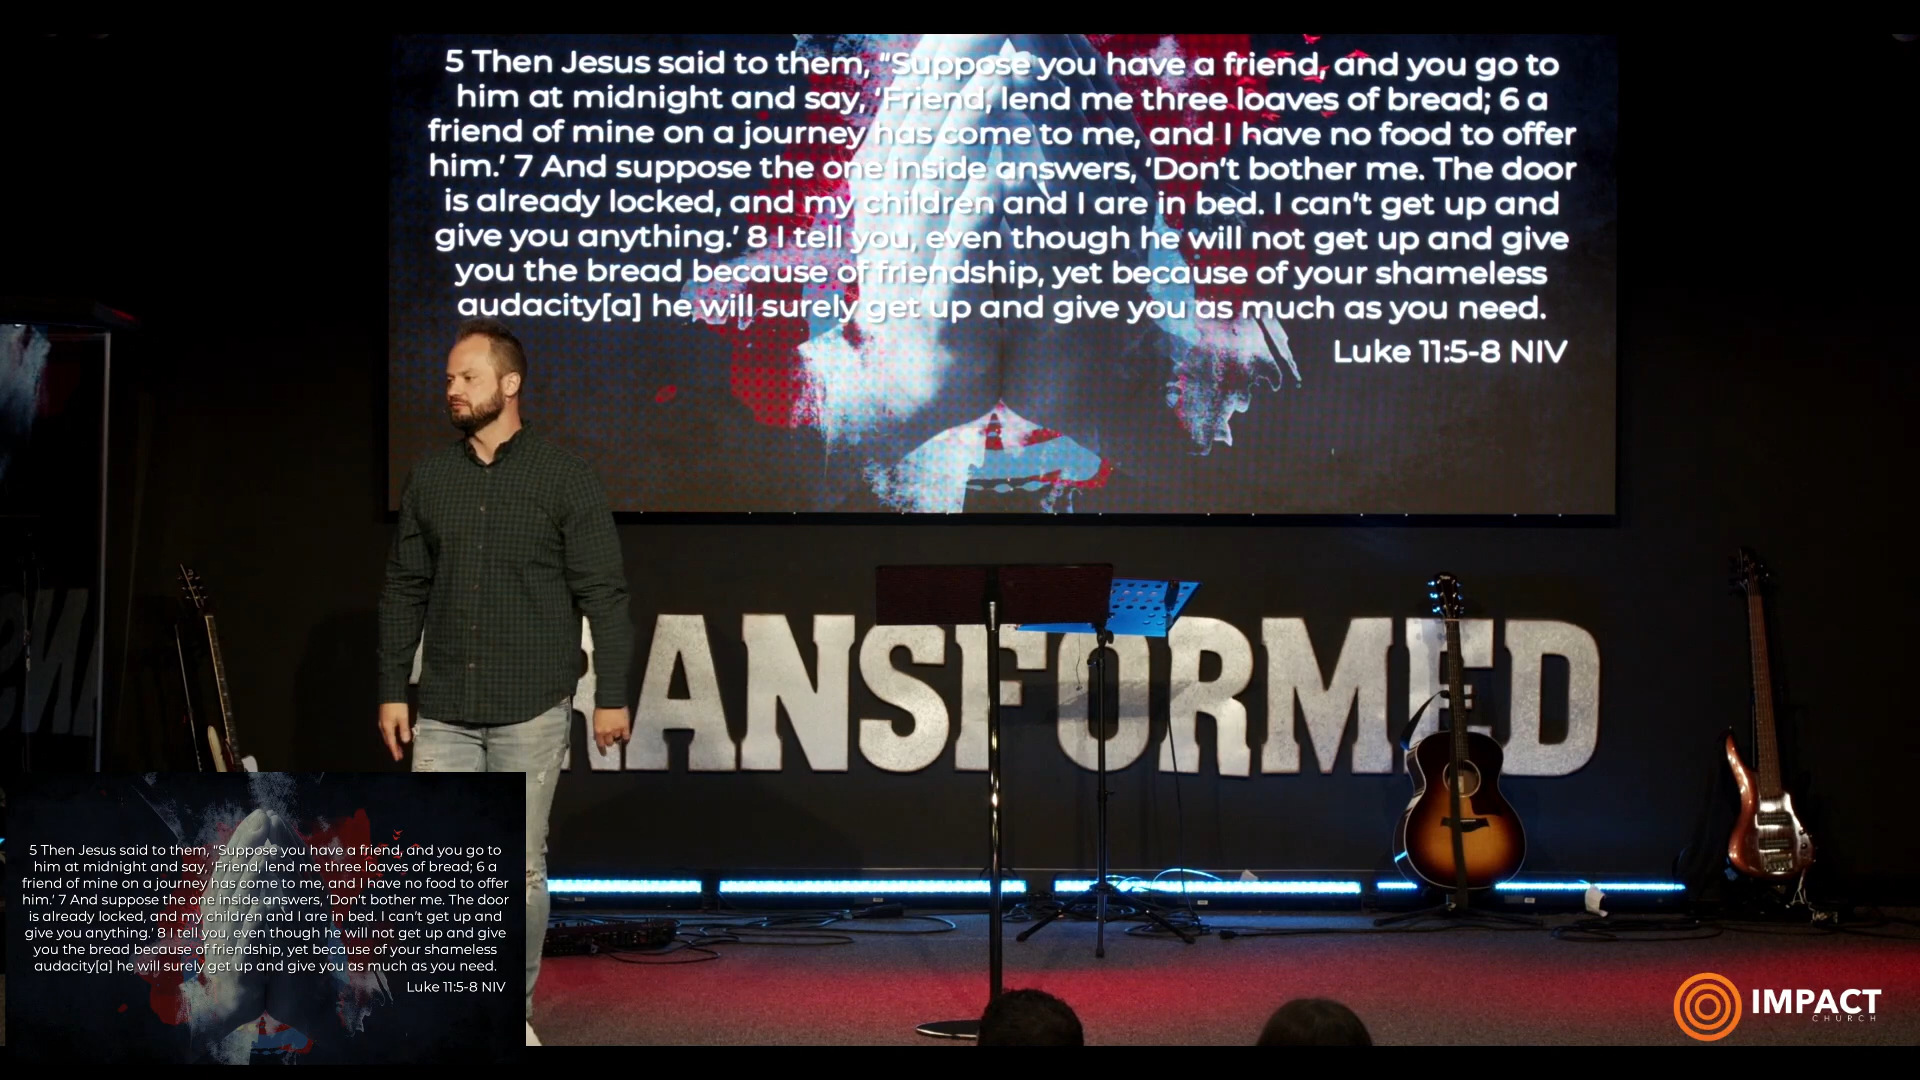 5 Then Jesus said to them, "Suppose you have a friend, and you go to
him at midnight and say, 'Friend, lend me three loaves of bread; 6 a
friend of mine on a journey has come to me, and I have no food to offer
him.' 7 And suppose the one inside answers, 'Don't bother me. The door
is already locked, and my children and I are in bed. I can't get up and
give you anything.' 8 I tell you, even though he will not get up and give
you the bread because of friendship, yet because of your shameless
audacity[a] he will surely get up and give you as much as you need.
Luke 11:5-8 NIV
RANSFORMED
5 Then Jesus said to them, "Suppose you have a friend, and you go to
him at midnight and say, 'Friend, lend me three loaves of bread; 6 a
friend of mine on a journey has come to me, and I have no food to offer
him.' 7 And suppose the one inside answers, 'Don't bother me. The door
is already locked, and my children and I are in bed. I can't get up and
give you anything.' 8 I tell you, even though he will not get up and give
you the bread because of friendship, yet because of your shameless
audacity[a] he will surely get up and give you as much as you need.
Luke 11:5-8 NIV
IMPACT
CHURCH